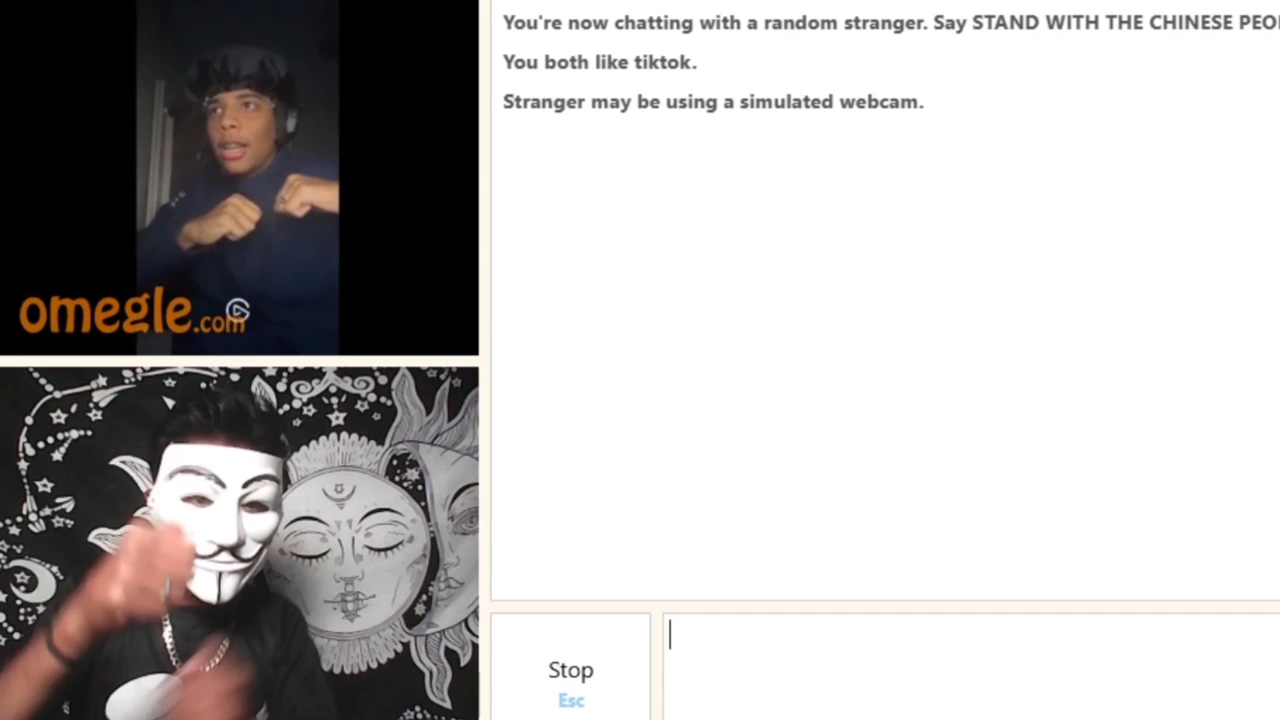 You're now chatting with a random stranger. Say STAND WITH THE CHINESE
You both like tiktok.
Stranger may be using a simulated webcam.
omegle.com
Stop
Esc